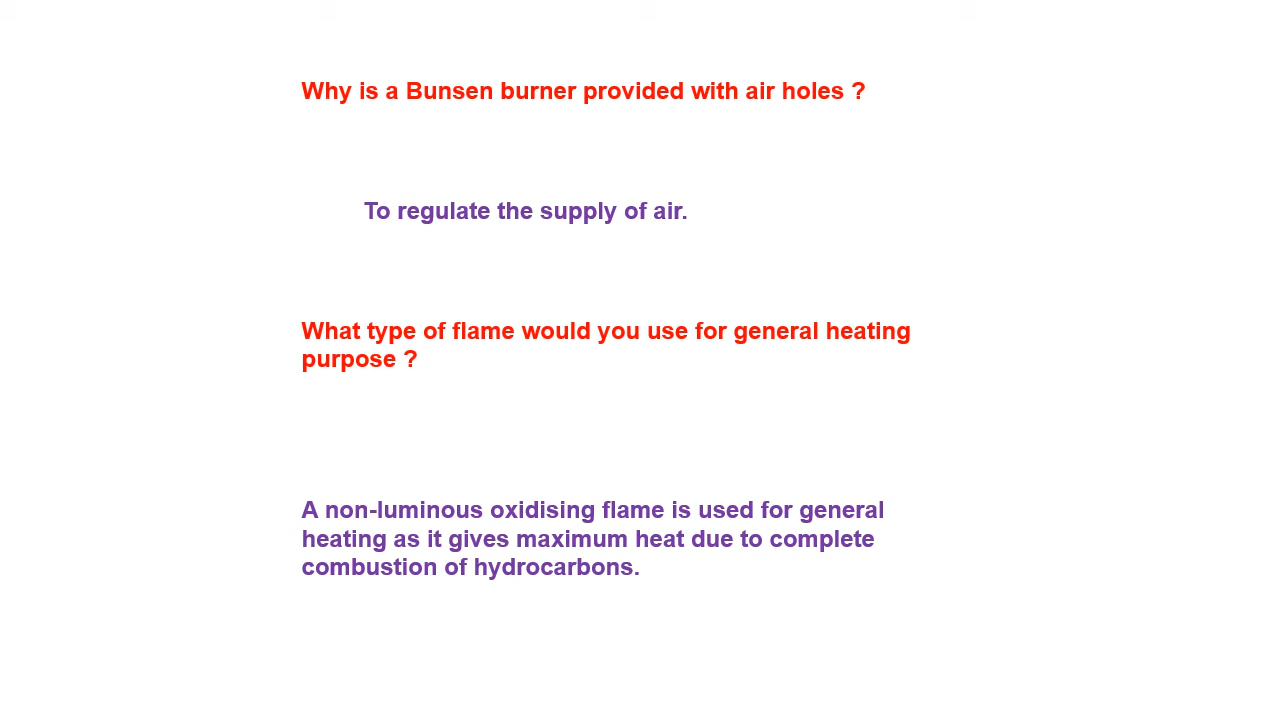 Why is a Bunsen burner provided with air holes ?
To regulate the supply of air.
What type of flame would you use for general heating
purpose ?
A non-luminous oxidising flame is used for general
heating as it gives maximum heat due to complete
combustion of hydrocarbons.